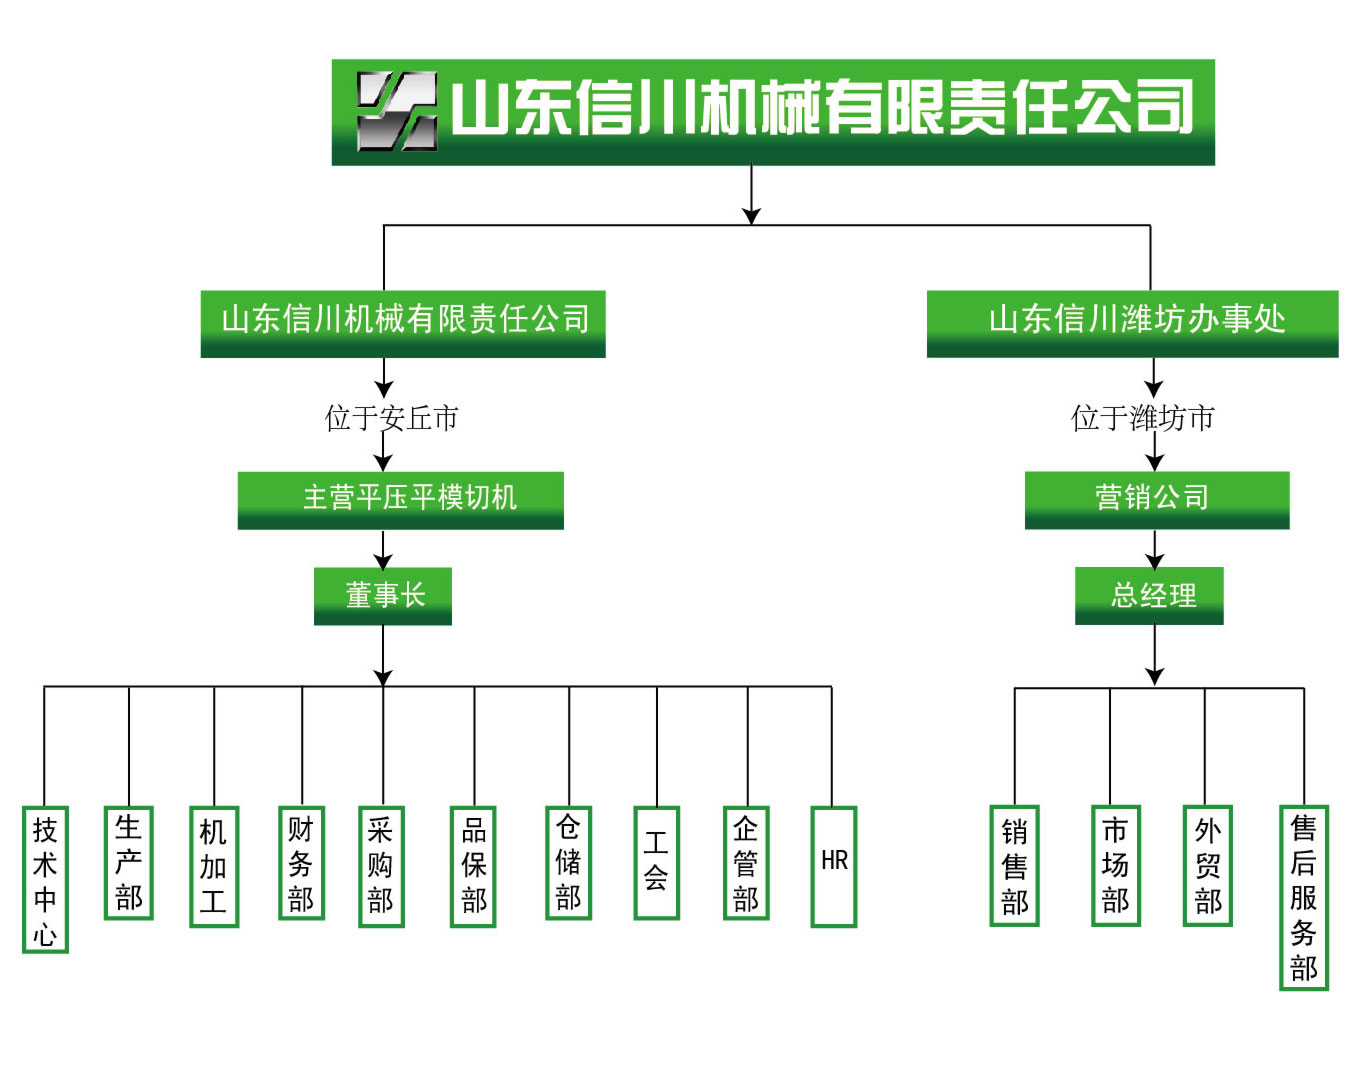 山东信川机械有限责任公司
山东信川机械有限责任公司
山东信川潍坊办事处
位于安丘市
位于潍坊市
主营平压平模切机
营销公司
董事长
总经理
技术中心
生产部
机加工
财务部
采购部
品保部
仓储部
工会
企管部
HR
销售部
市场部
外贸部
售后服务部